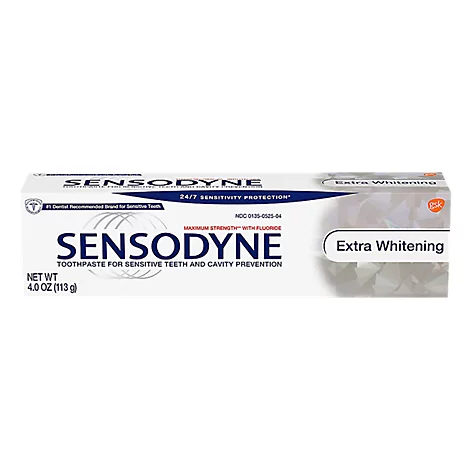 SENSODYNE
TOOTHPASTE FOR SENSITIVE TEETH AND CAVITY PREVENTION
Extra Whitening
#1 Dentist Recommended Brand for Sensitive Teeth
24/7 SENSITIVITY PROTECTION*
NDC 0135-0525-04
gsk
MAXIMUM STRENGTH** WITH FLUORIDE
SENSODYNE
TOOTHPASTE FOR SENSITIVE TEETH AND CAVITY PREVENTION
Extra Whitening
NET WT
4.0 OZ (113 g)